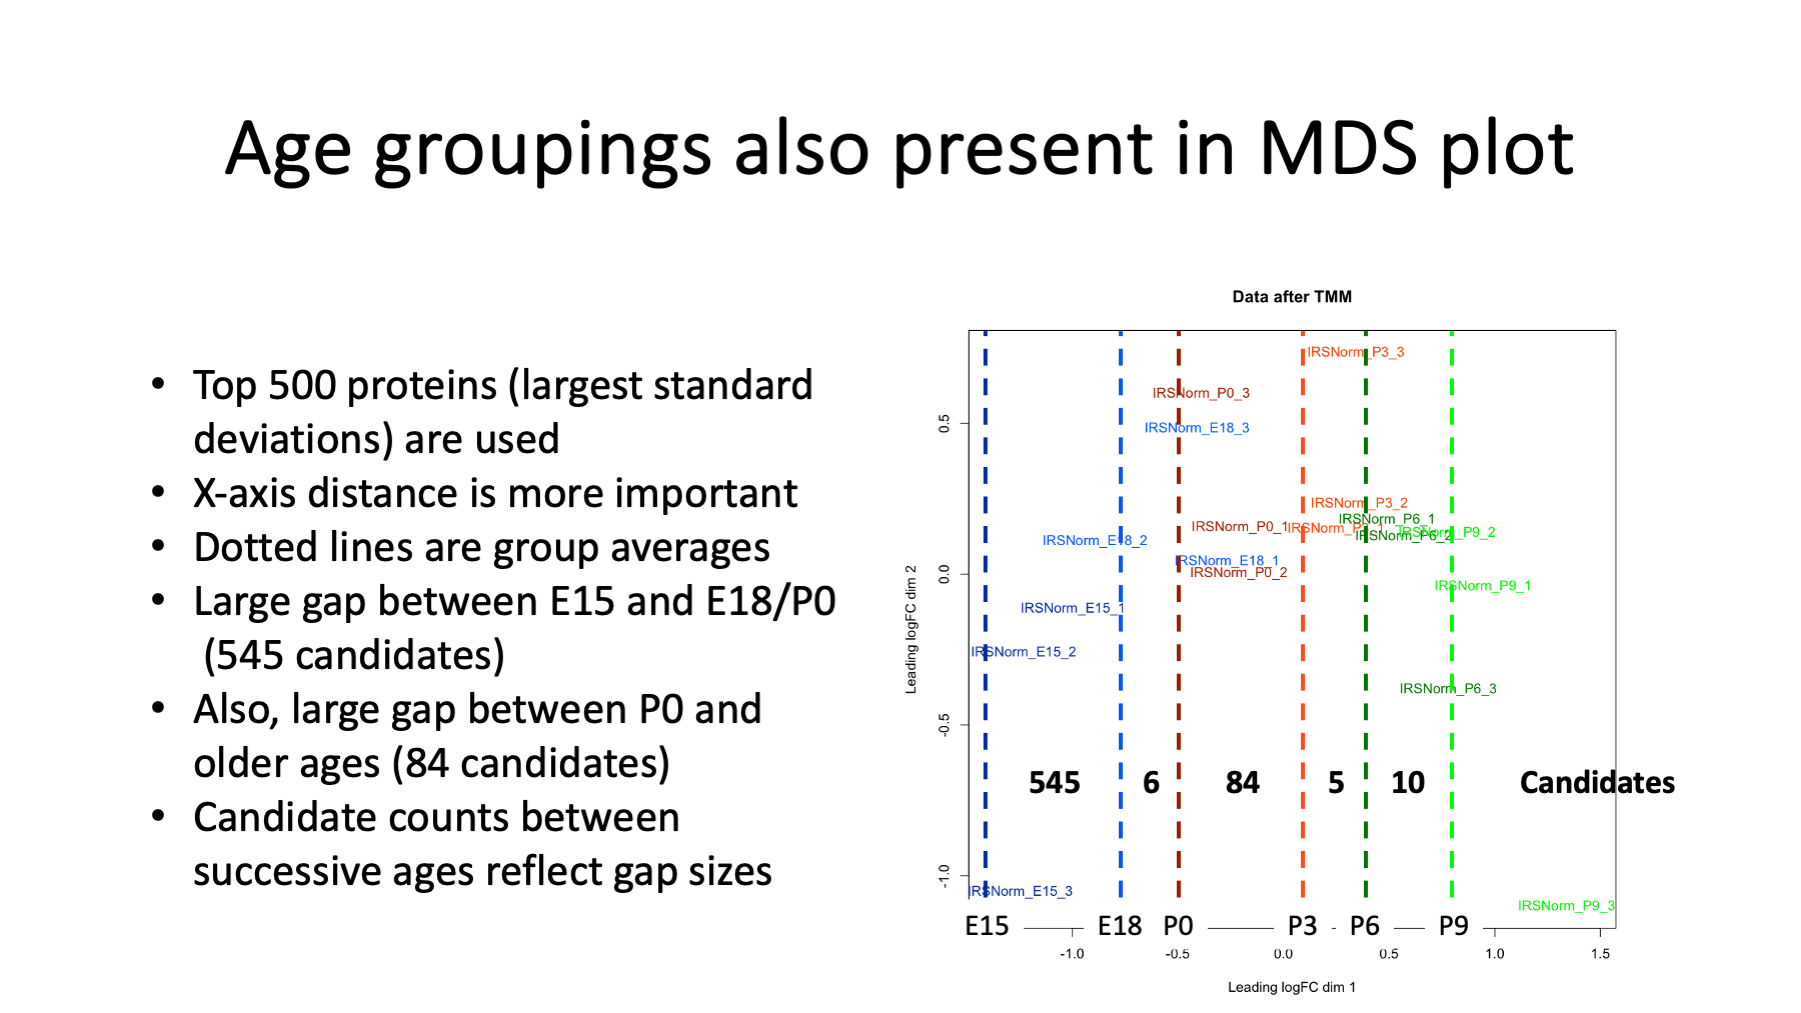 Age groupings also present in MDS plot
• Top 500 proteins (largest standard
deviations) are used
• X-axis distance is more important
• Dotted lines are group averages
• Large gap between E15 and E18/P0
(545 candidates)
• Also, large gap between P0 and
older ages (84 candidates)
• Candidate counts between
successive ages reflect gap sizes
Data after TMM
IRSNorm_P3_3
IRSNorm_P0_3
IRSNorm_E18_3
IRSNorm_P3_2
IRSNorm_P6_1
IRSNorm_P0_1
IRSNorm_P3_1
IRSNorm_P9_2
IRSNorm_P6_2
IRSNorm_E18_2
IRSNorm_E18_1
IRSNorm_P0_2
IRSNorm_P9_1
IRSNorm_E15_1
IRSNorm_E15_2
IRSNorm_P6_3
545 6 84 5 10 Candidates
IRSNorm_E15_3
IRSNorm_P9_3
0.5
0.0
-0.5
-1.0
Leading logFC dim 2
E15 E18 P0 P3 P6 P9
-1.0 -0.5 0.0 0.5 1.0 1.5
Leading logFC dim 1